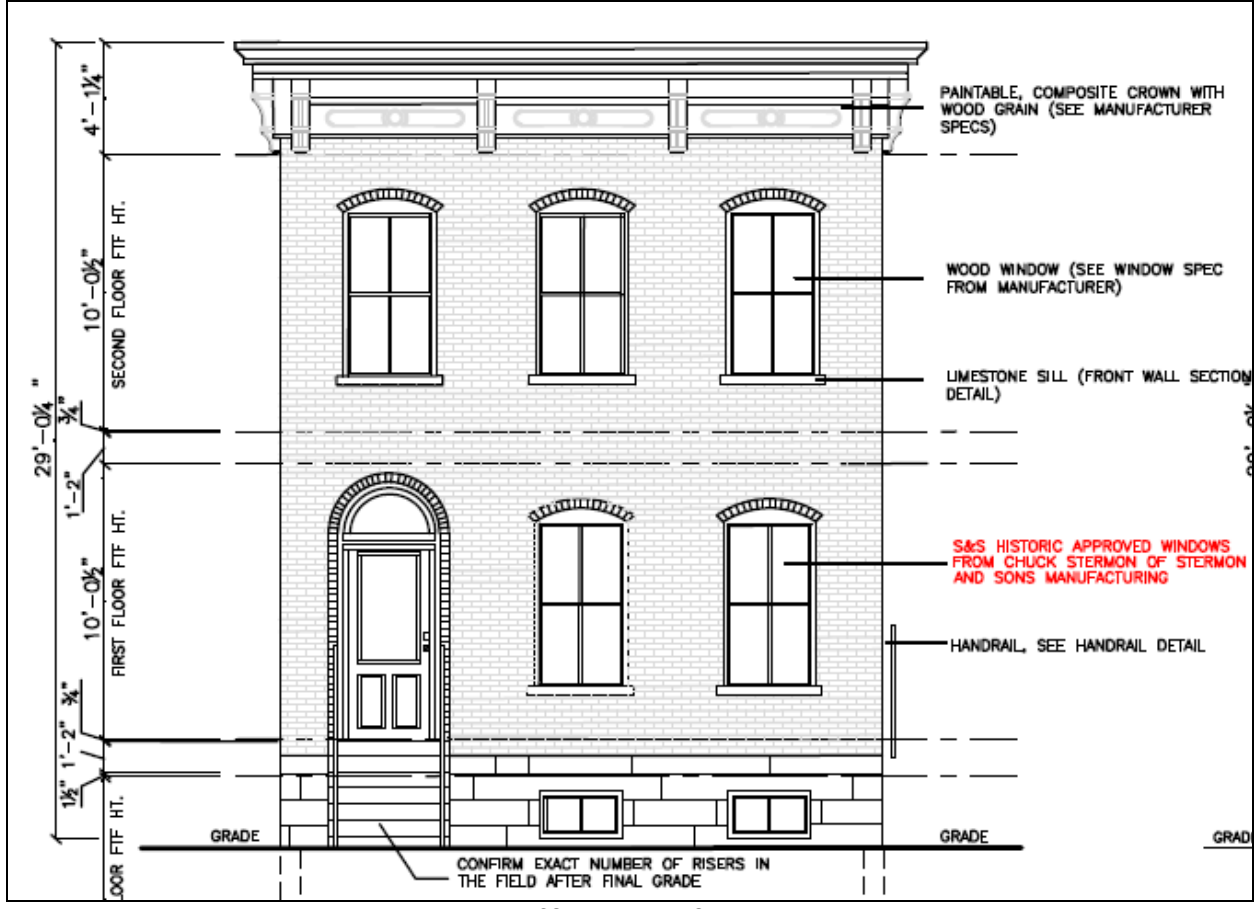 PAINTABLE, COMPOSITE CROWN WITH
WOOD GRAIN (SEE MANUFACTURER
SPECS)
WOOD WINDOW (SEE WINDOW SPEC
FROM MANUFACTURER)
LIMESTONE SILL (FRONT WALL SECTION
DETAIL)
S&S HISTORIC APPROVED WINDOWS
FROM CHUCK STERMON OF STERMON
AND SONS MANUFACTURING
HANDRAIL, SEE HANDRAIL DETAIL
GRADE
GRADE
CONFIRM EXACT NUMBER OF RISERS IN
THE FIELD AFTER FINAL GRADE
29'-0¼"
4'-1¼"
10'-0½"
SECOND FLOOR FTF HT.
¾"
1'-2"
10'-0½"
FIRST FLOOR FTF HT.
¾"
1'-2"
1½"
FTF HT.